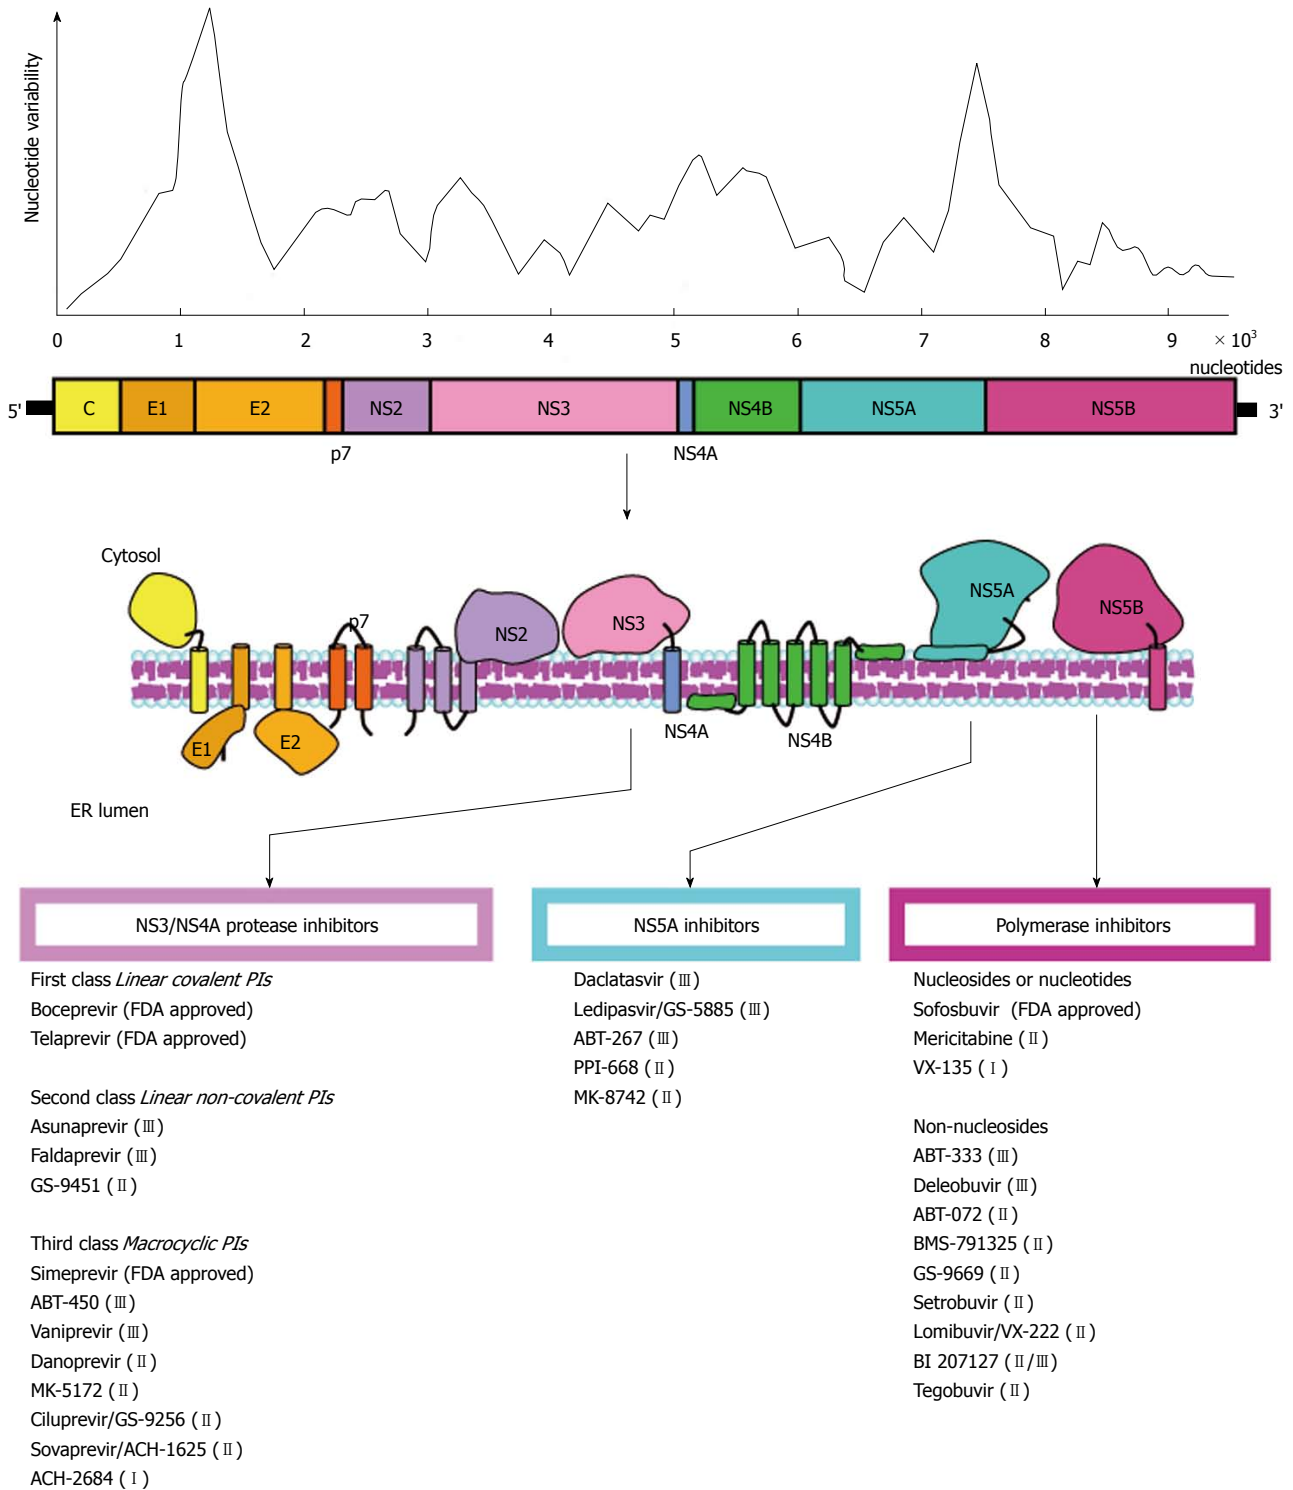 Nucleotide variability
0 1 2 3 4 5 6 7 8 9 × 10³
nucleotides
5' C E1 E2 NS2 NS3 NS4B NS5A NS5B 3'
p7 NS4A
Cytosol
p7
NS2
NS3
NS5A
NS5B
E1
E2
NS4A
NS4B
ER lumen
NS3/NS4A protease inhibitors
First class Linear covalent PIs
Boceprevir (FDA approved)
Telaprevir (FDA approved)
Second class Linear non-covalent PIs
Asunaprevir (Ⅲ)
Faldaprevir (Ⅲ)
GS-9451 (Ⅱ)
Third class Macrocyclic PIs
Simeprevir (FDA approved)
ABT-450 (Ⅲ)
Vaniprevir (Ⅲ)
Danoprevir (Ⅱ)
MK-5172 (Ⅱ)
Ciluprevir/GS-9256 (Ⅱ)
Sovaprevir/ACH-1625 (Ⅱ)
ACH-2684 (Ⅰ)
NS5A inhibitors
Daclatasvir (Ⅲ)
Ledipasvir/GS-5885 (Ⅲ)
ABT-267 (Ⅲ)
PPI-668 (Ⅱ)
MK-8742 (Ⅱ)
Polymerase inhibitors
Nucleosides or nucleotides
Sofosbuvir (FDA approved)
Mericitabine (Ⅱ)
VX-135 (Ⅰ)
Non-nucleosides
ABT-333 (Ⅲ)
Deleobuvir (Ⅲ)
ABT-072 (Ⅱ)
BMS-791325 (Ⅱ)
GS-9669 (Ⅱ)
Setrobuvir (Ⅱ)
Lomibuvir/VX-222 (Ⅱ)
BI 207127 (Ⅱ/Ⅲ)
Tegobuvir (Ⅱ)